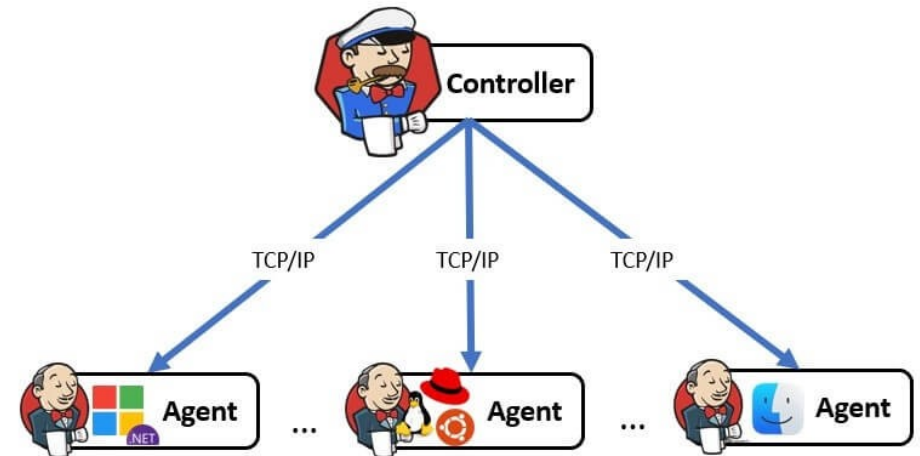 Controller
TCP/IP
TCP/IP
TCP/IP
.NET
Agent
...
Agent
...
Agent